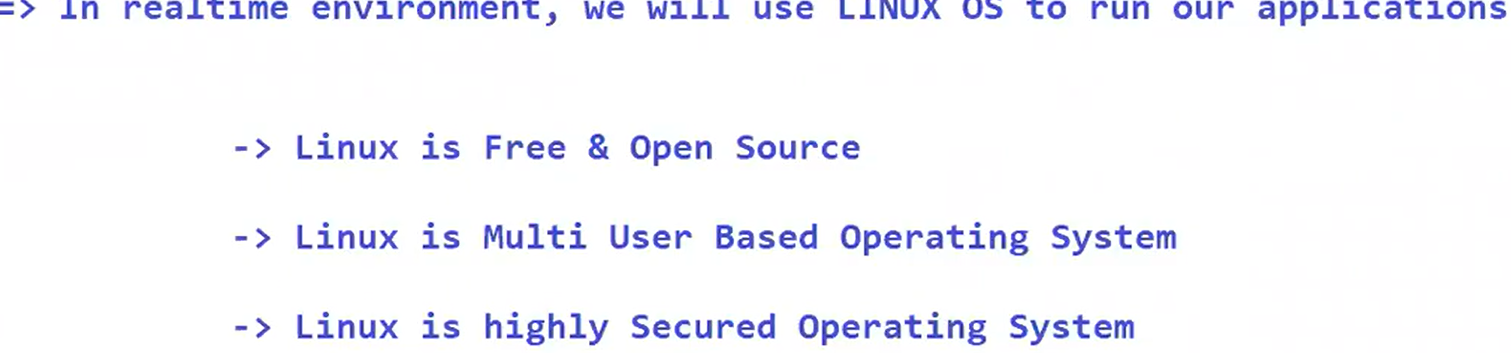 => In realtime environment, we will use LINUX OS to run our applications
-> Linux is Free & Open Source
-> Linux is Multi User Based Operating System
-> Linux is highly Secured Operating System